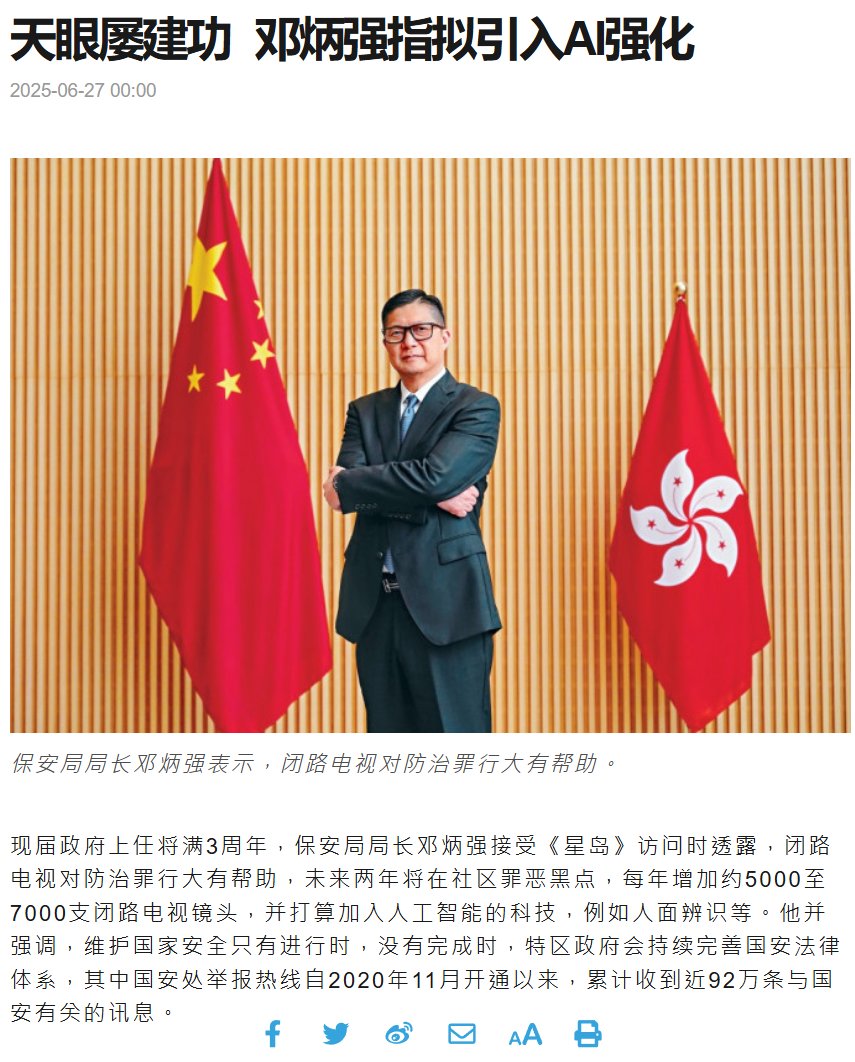 天眼屡建功 邓炳强指拟引入AI强化
2025-06-27 00:00
保安局局长邓炳强表示，闭路电视对防治罪行大有帮助。
现届政府上任将满3周年，保安局局长邓炳强接受《星岛》访问时透露，闭路
电视对防治罪行大有帮助，未来两年将在社区罪恶黑点，每年增加约5000至
7000支闭路电视镜头，并打算加入人工智能的科技，例如人面辨识等。他并
强调，维护国家安全只有进行时，没有完成时，特区政府会持续完善国安法律
体系，其中国安处举报热线自2020年11月开通以来，累计收到近92万条与国
安有关的讯息。
AA